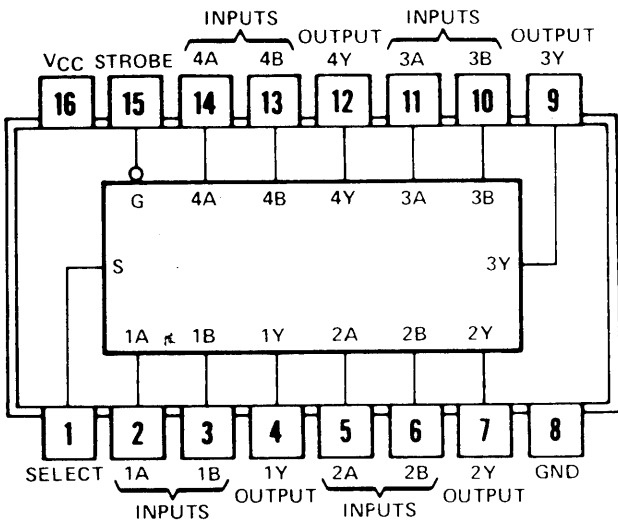 INPUTS INPUTS
OUTPUT OUTPUT
VCC STROBE 4A 4B 4Y 3A 3B 3Y
16 15 14 13 12 11 10 9
G 4A 4B 4Y 3A 3B
S 3Y
1A 1B 1Y 2A 2B 2Y
1 2 3 4 5 6 7 8
SELECT 1A 1B 1Y 2A 2B 2Y GND
OUTPUT OUTPUT
INPUTS INPUTS